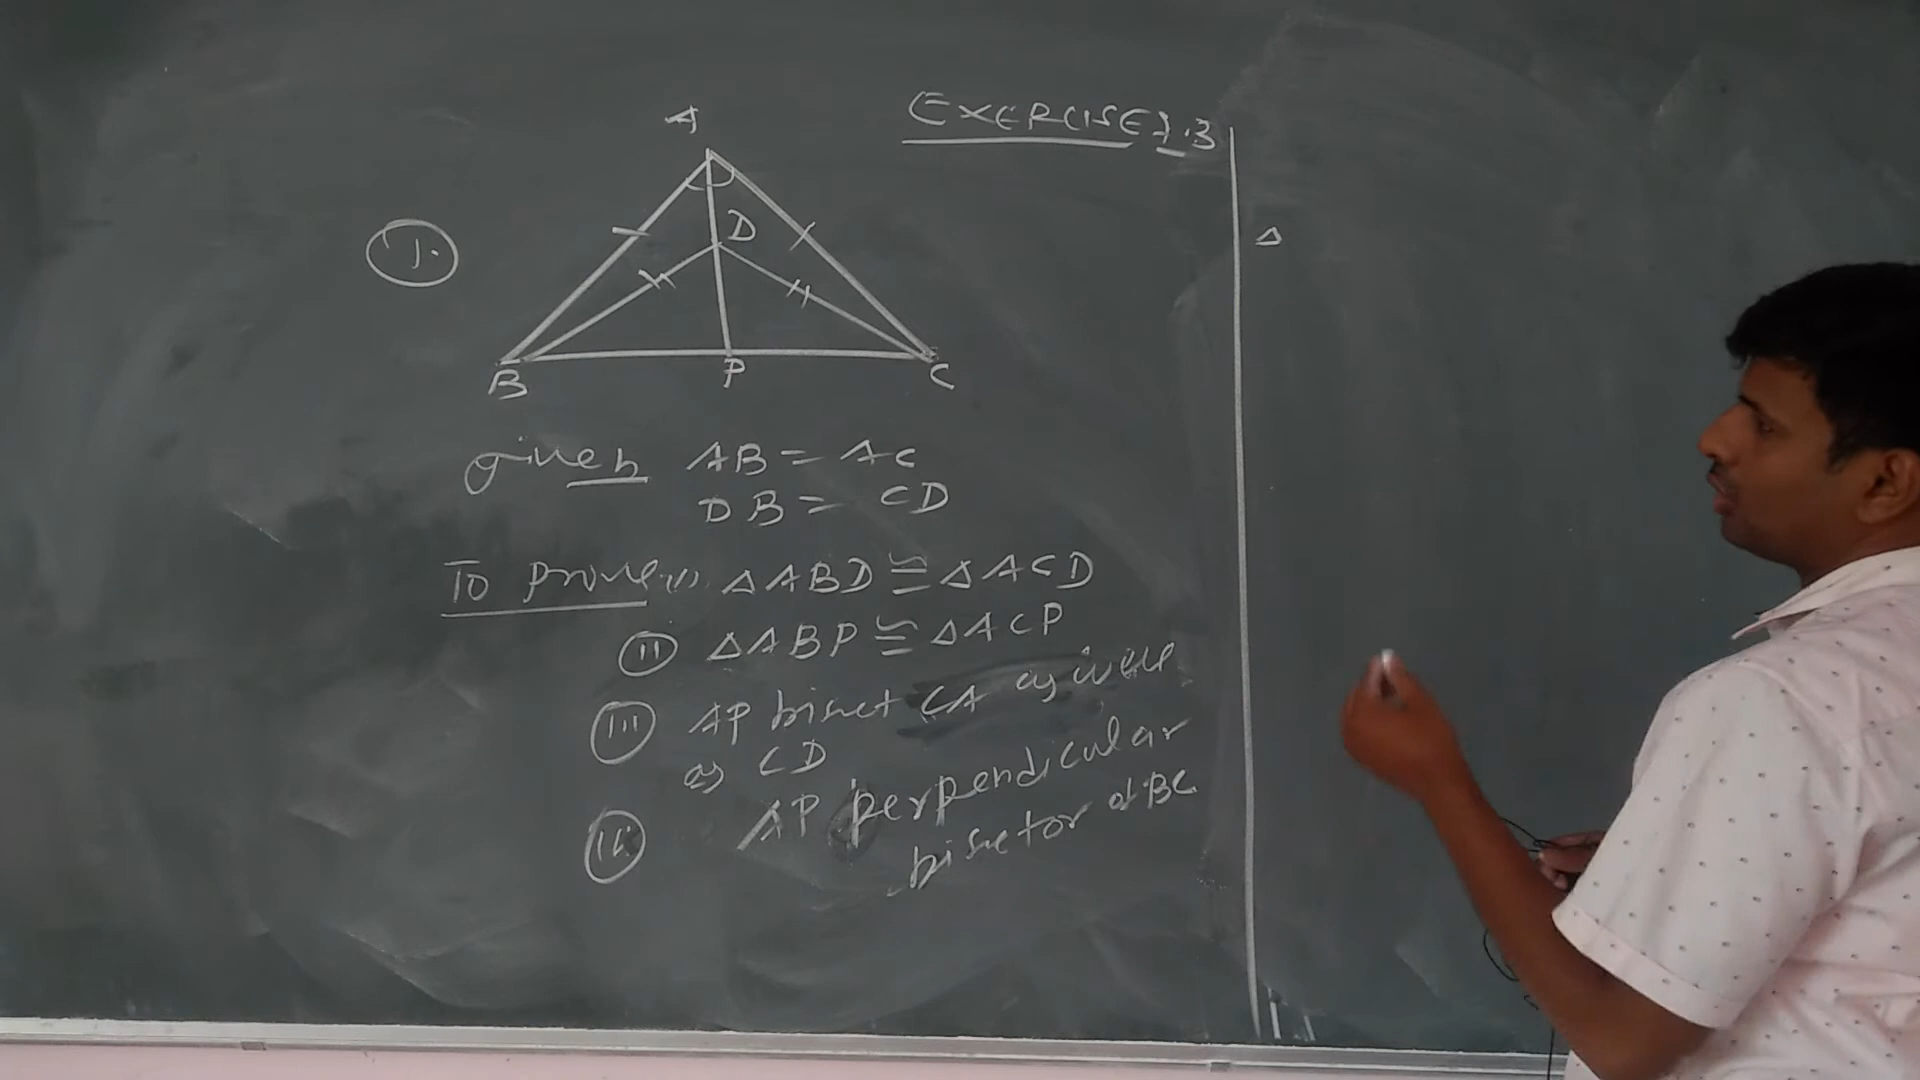 EXERCISE 7.3
A
1.
D
B P C
given AB = AC
DB = CD
To prove (i). ΔABD ≅ ΔACD
(ii) ΔABP ≅ ΔACP
(iii) AP bisect ∠A as well
as ∠D
AP perpendicular
bisector of BC
Δ